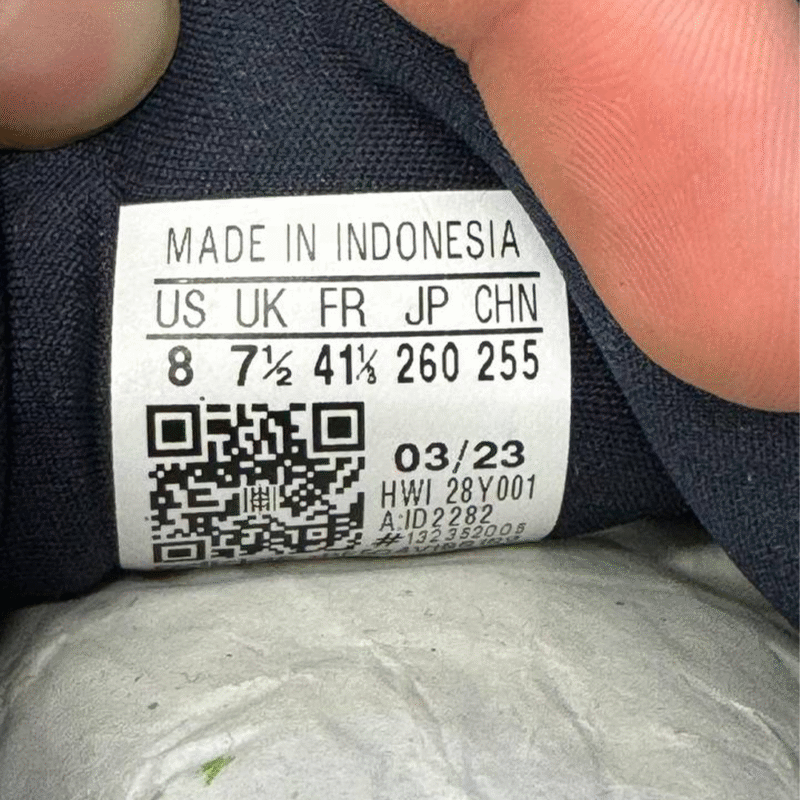 MADE IN INDONESIA
US UK FR JP CHN
8 7½ 41⅓ 260 255
03/23
HWI 28Y001
A:ID2282
#132352005